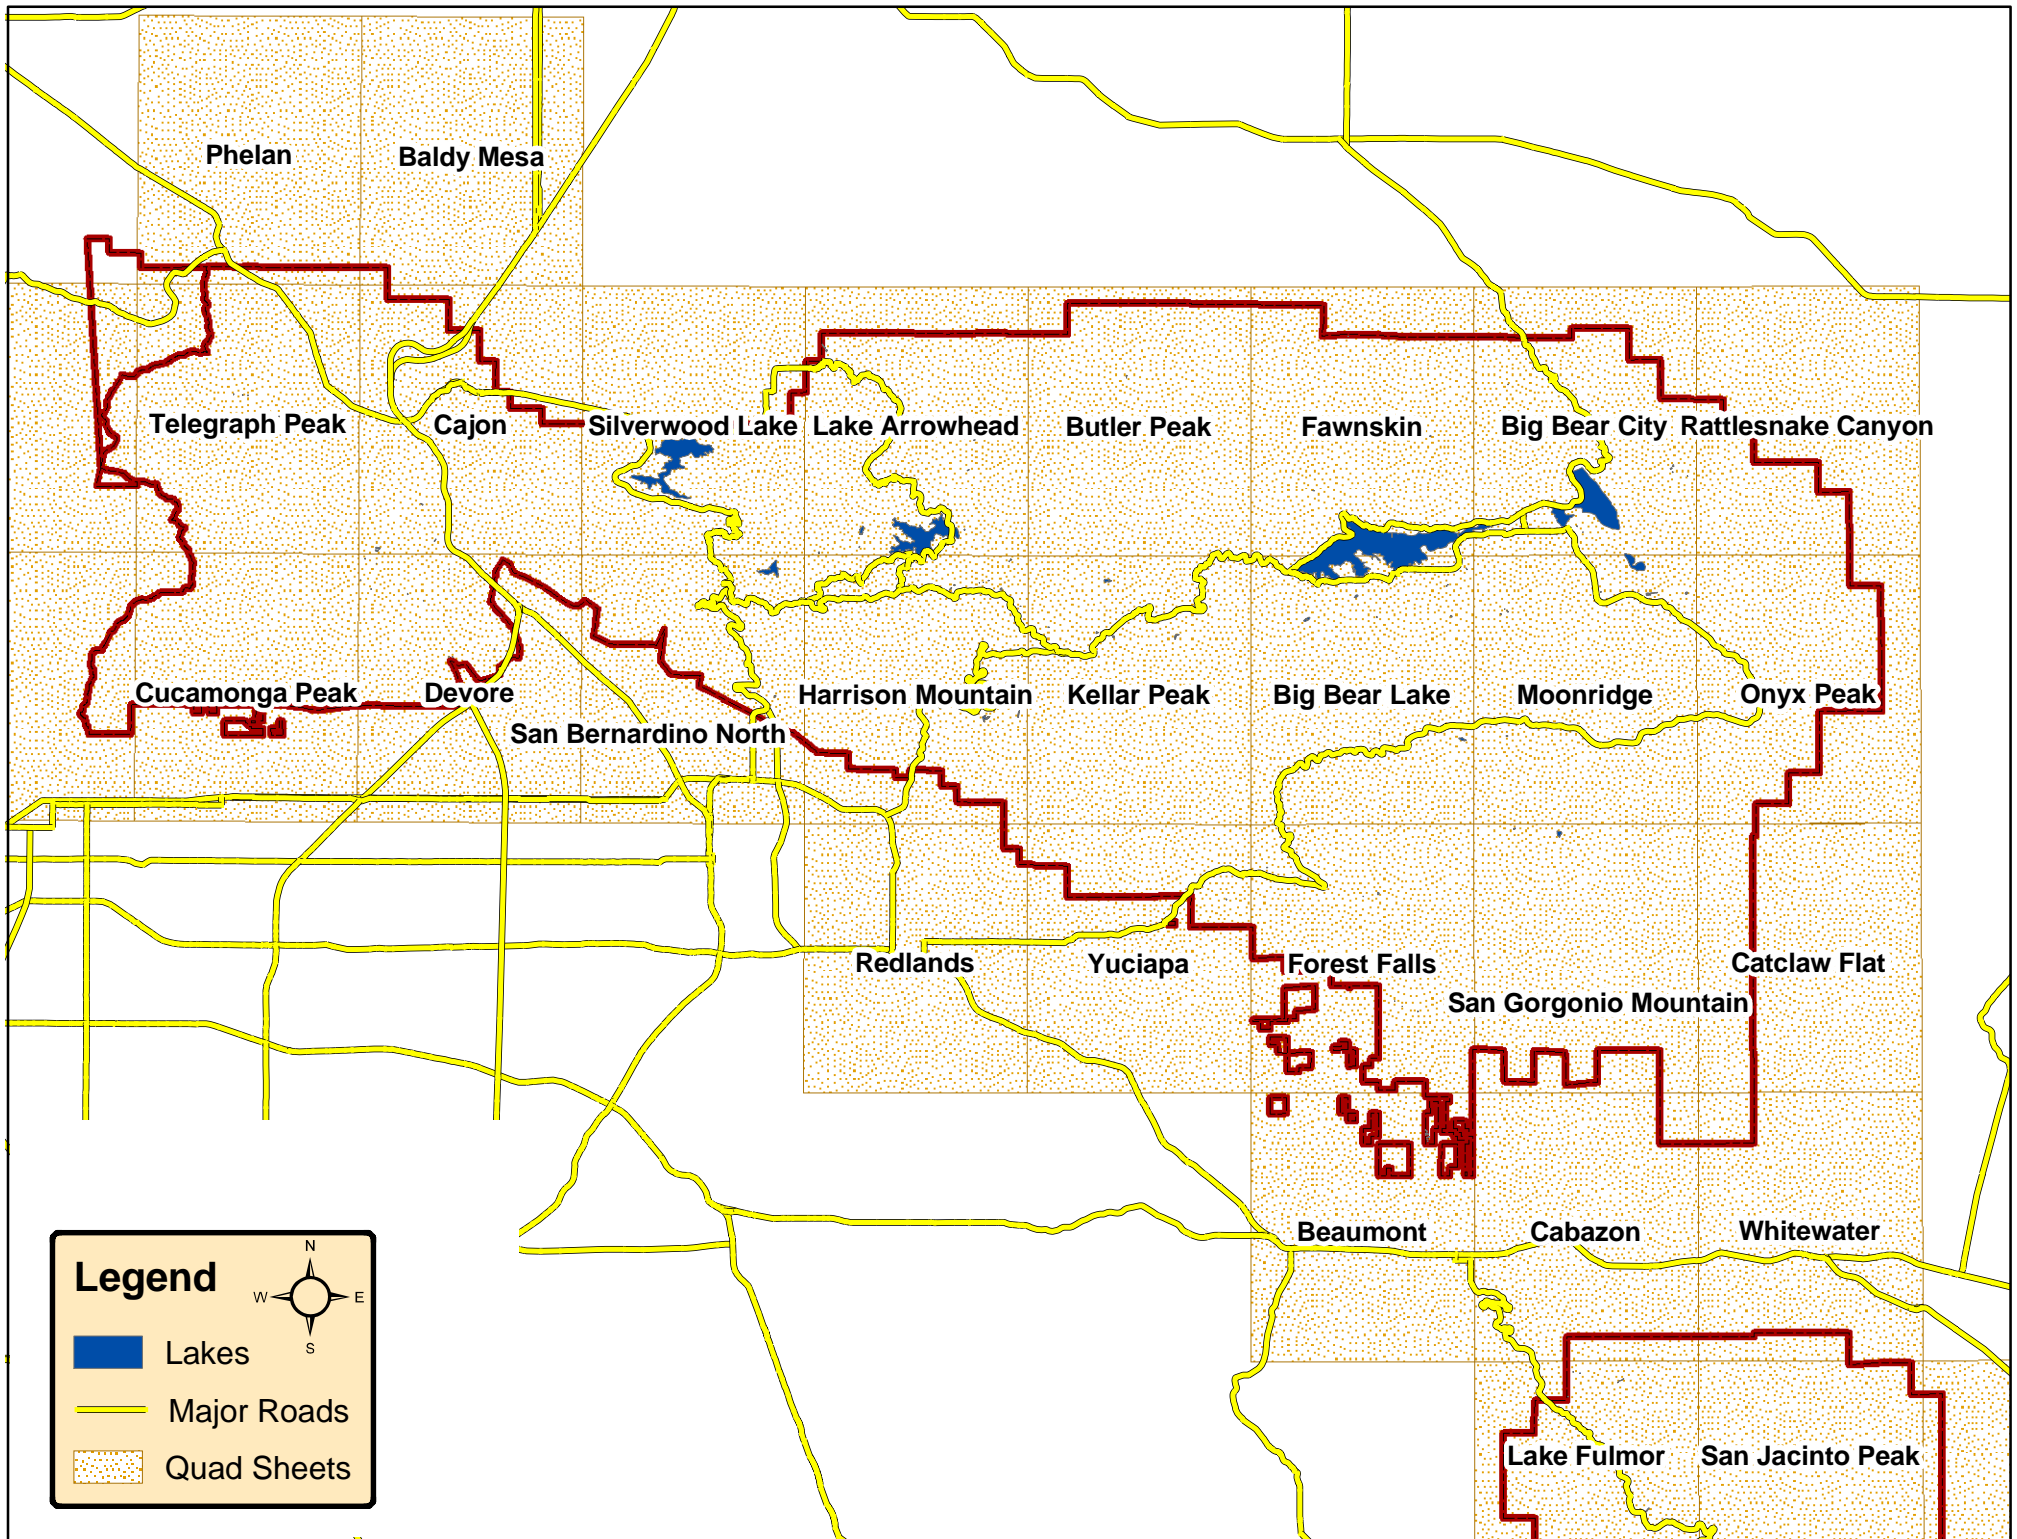 Phelan
Baldy Mesa
Telegraph Peak
Cajon
Silverwood Lake
Lake Arrowhead
Butler Peak
Fawnskin
Big Bear City
Rattlesnake Canyon
Cucamonga Peak
Devore
San Bernardino North
Harrison Mountain
Kellar Peak
Big Bear Lake
Moonridge
Onyx Peak
Redlands
Yuciapa
Forest Falls
San Gorgonio Mountain
Catclaw Flat
Beaumont
Cabazon
Whitewater
Lake Fulmor
San Jacinto Peak
Legend
N
W
E
S
Lakes
Major Roads
Quad Sheets